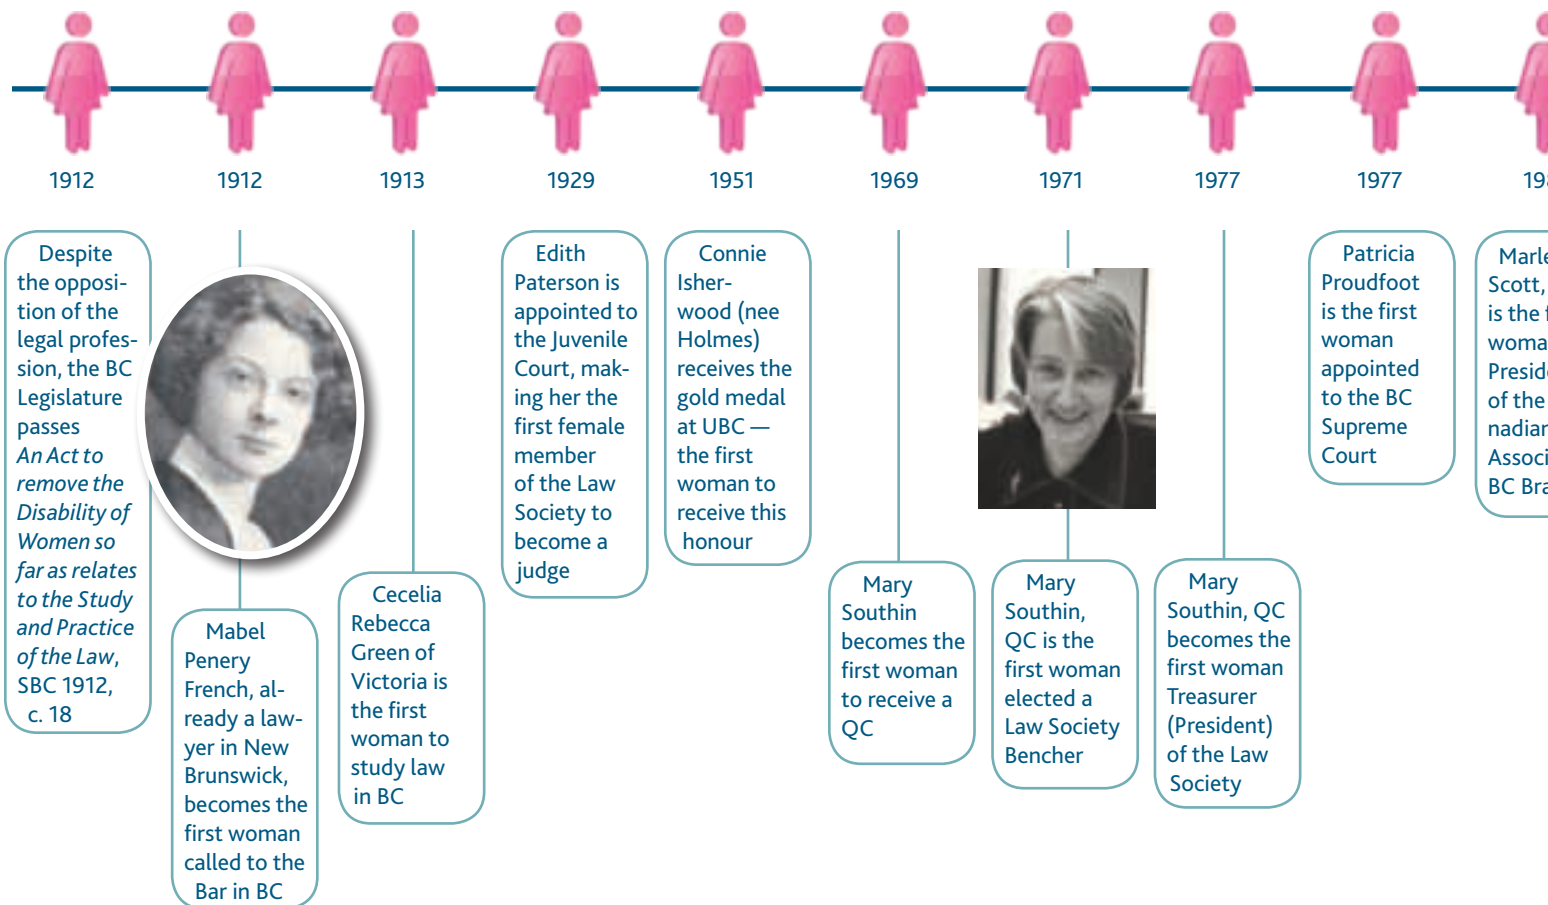 1912
1912
1913
1929
1951
1969
1971
1977
1977
Despite
the opposi-
tion of the
legal profes-
sion, the BC
Legislature
passes
An Act to
remove the
Disability of
Women so
far as relates
to the Study
and Practice
of the Law,
SBC 1912,
c. 18
Mabel
Penery
French, al-
ready a law-
yer in New
Brunswick,
becomes the
first woman
called to the
Bar in BC
Cecelia
Rebecca
Green of
Victoria is
the first
woman to
study law
in BC
Edith
Paterson is
appointed to
the Juvenile
Court, mak-
ing her the
first female
member
of the Law
Society to
become a
judge
Connie
Isher-
wood (nee
Holmes)
receives the
gold medal
at UBC —
the first
woman to
receive this
honour
Mary
Southin
becomes the
first woman
to receive a
QC
Mary
Southin,
QC is the
first woman
elected a
Law Society
Bencher
Mary
Southin, QC
becomes the
first woman
Treasurer
(President)
of the Law
Society
Patricia
Proudfoot
is the first
woman
appointed
to the BC
Supreme
Court
Scott,
is the
of the
BC